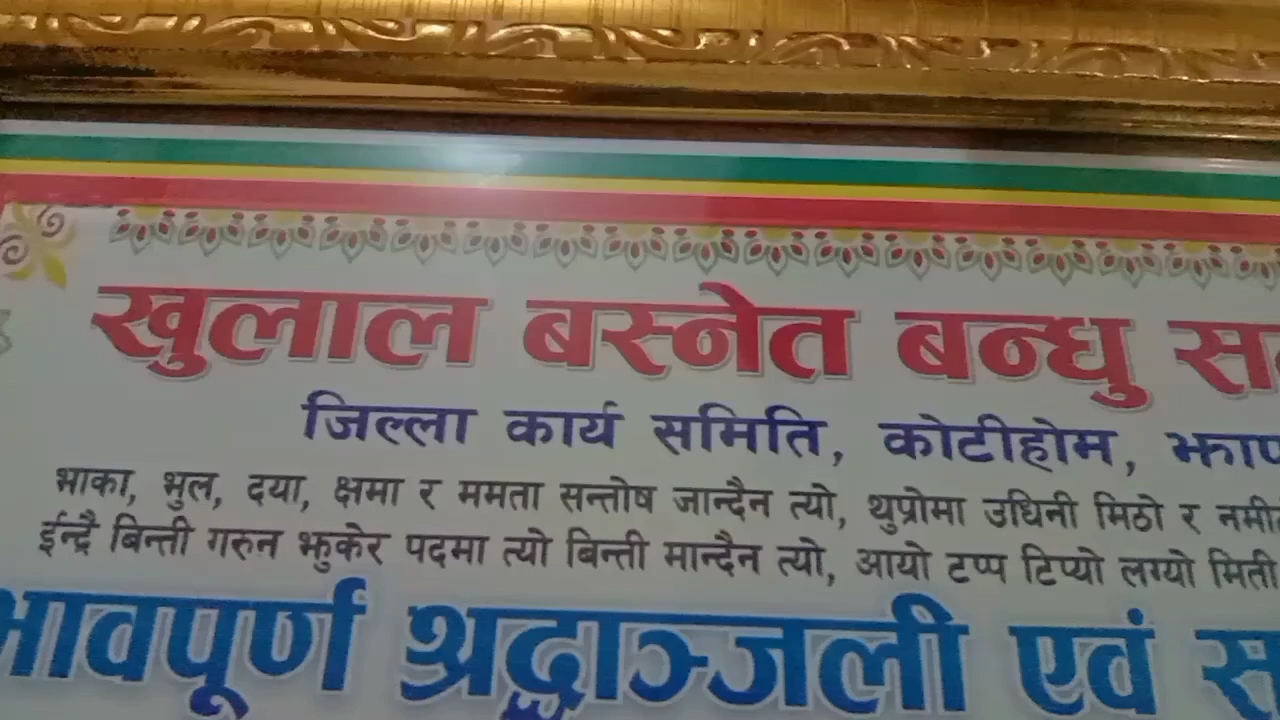 खुलाल बस्नेत बन्धु
जिल्ला कार्य समिति, कोटीहोम,
भाका, भुल, दया, क्षमा र ममता सन्तोष जान्दैन त्यो, थुप्रोमा उधिनी मिठो र
ईन्द्रै बिन्ती गरुन झुकेर पदमा त्यो बिन्ती मान्दैन त्यो, आयो टप्प टिप्यो लग्यो मिती
भावपूर्ण श्रद्धाञ्जली एवं